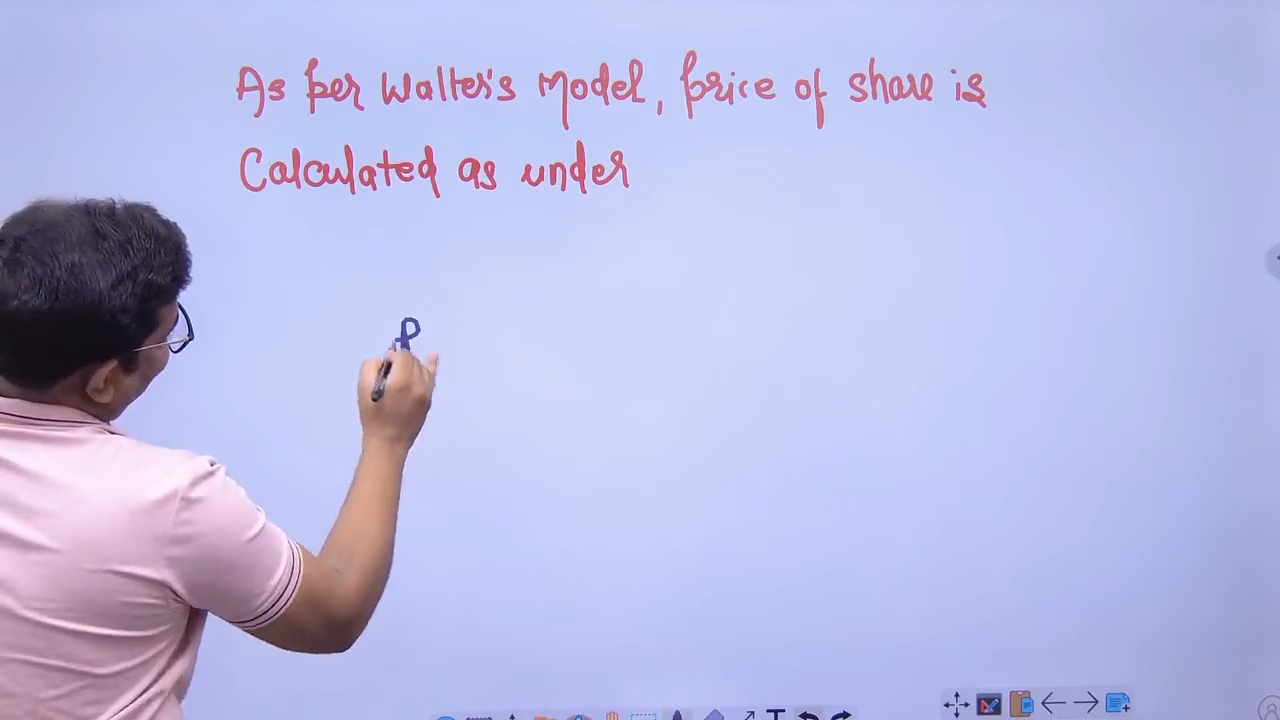 As per Walter's Model, price of share is
Calculated as under
P